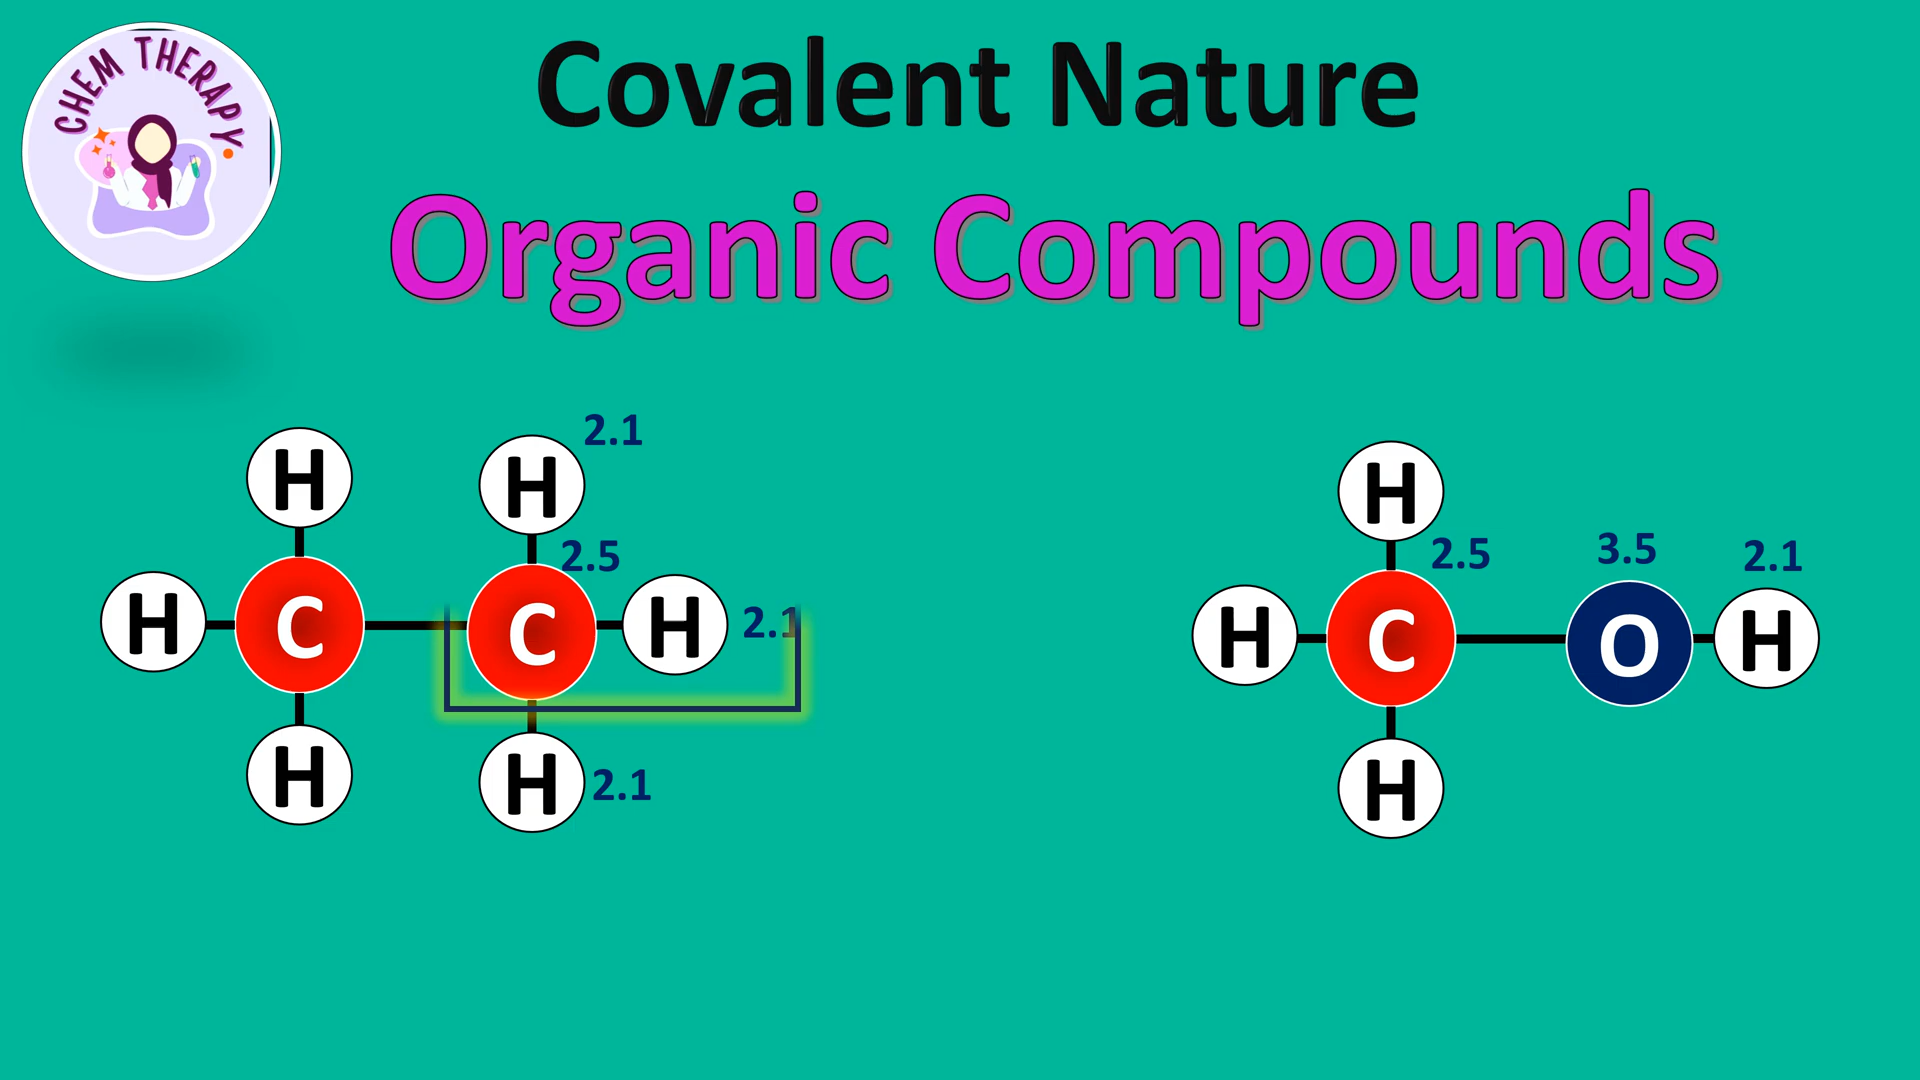 CHEM THERAPY
Covalent Nature
Organic Compounds
2.1
H H H
2.5 2.5 3.5 2.1
H C C H 2.1 H C O H
H H 2.1 H